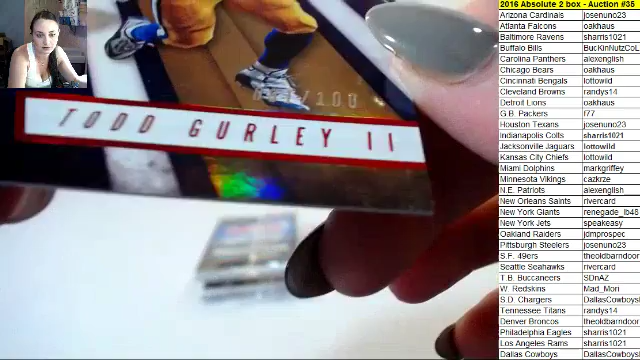 /100
TODD GURLEY II
2016 Absolute 2 box - Auction #35
Arizona Cardinals josenuno23
Atlanta Falcons oakhaus
Baltimore Ravens sharris1021
Buffalo Bills BucKinNutzCoL
Carolina Panthers alexenglish
Chicago Bears oakhaus
Cincinnati Bengals lottowild
Cleveland Browns randys14
Detroit Lions oakhaus
G.B. Packers f77
Houston Texans josenuno23
Indianapolis Colts sharris1021
Jacksonville Jaguars lottowild
Kansas City Chiefs lottowild
Miami Dolphins markgriffey
Minnesota Vikings cazkrze
N.E. Patriots alexenglish
New Orleans Saints rivercard
New York Giants renegade_lb48
New York Jets speakeasy
Oakland Raiders jdmprospec
Pittsburgh Steelers josenuno23
S.F. 49ers theoldbarndoor
Seattle Seahawks rivercard
T.B. Buccaneers SDnAZ
W. Redskins Mad_Mori
S.D. Chargers DallasCowboys
Tennessee Titans randys14
Denver Broncos theoldbarndoor
Philadelphia Eagles sharris1021
Los Angeles Rams sharris1021
Dallas Cowboys DallasCowboys